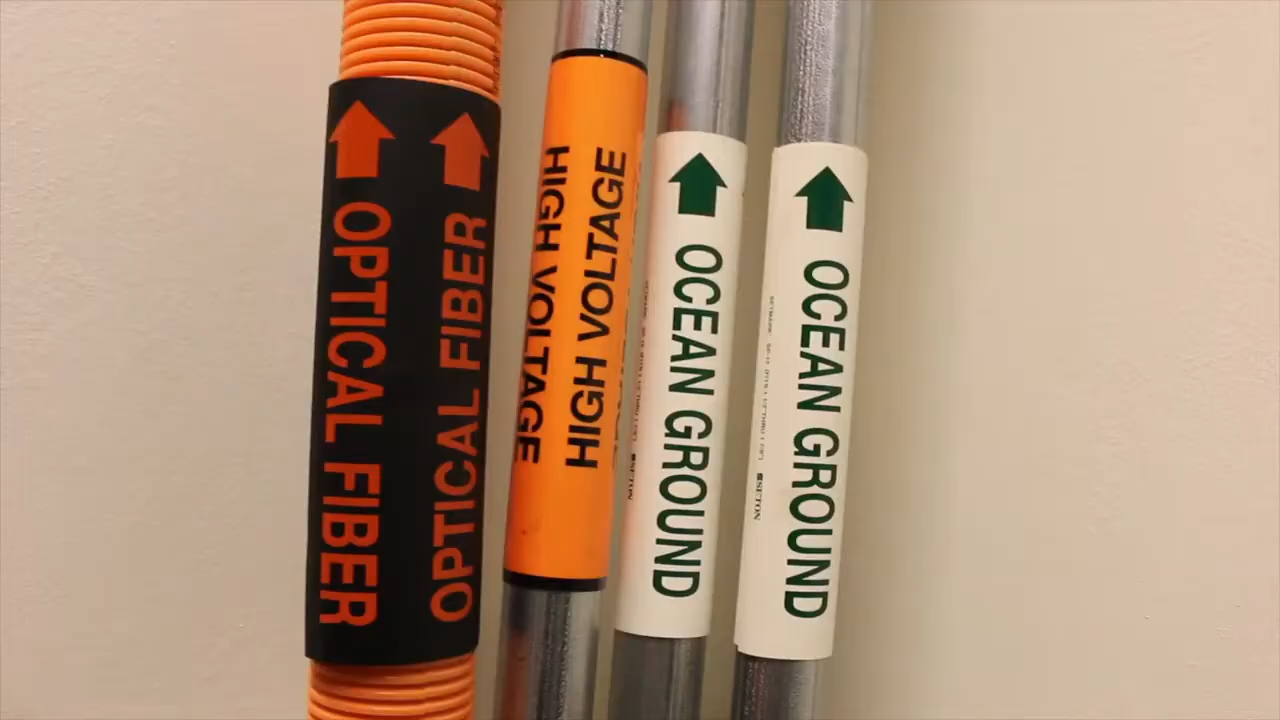 OPTICAL FIBER
OPTICAL FIBER
HIGH VOLTAGE
HIGH VOLTAGE
OCEAN GROUND
SETON
OCEAN GROUND
SETON